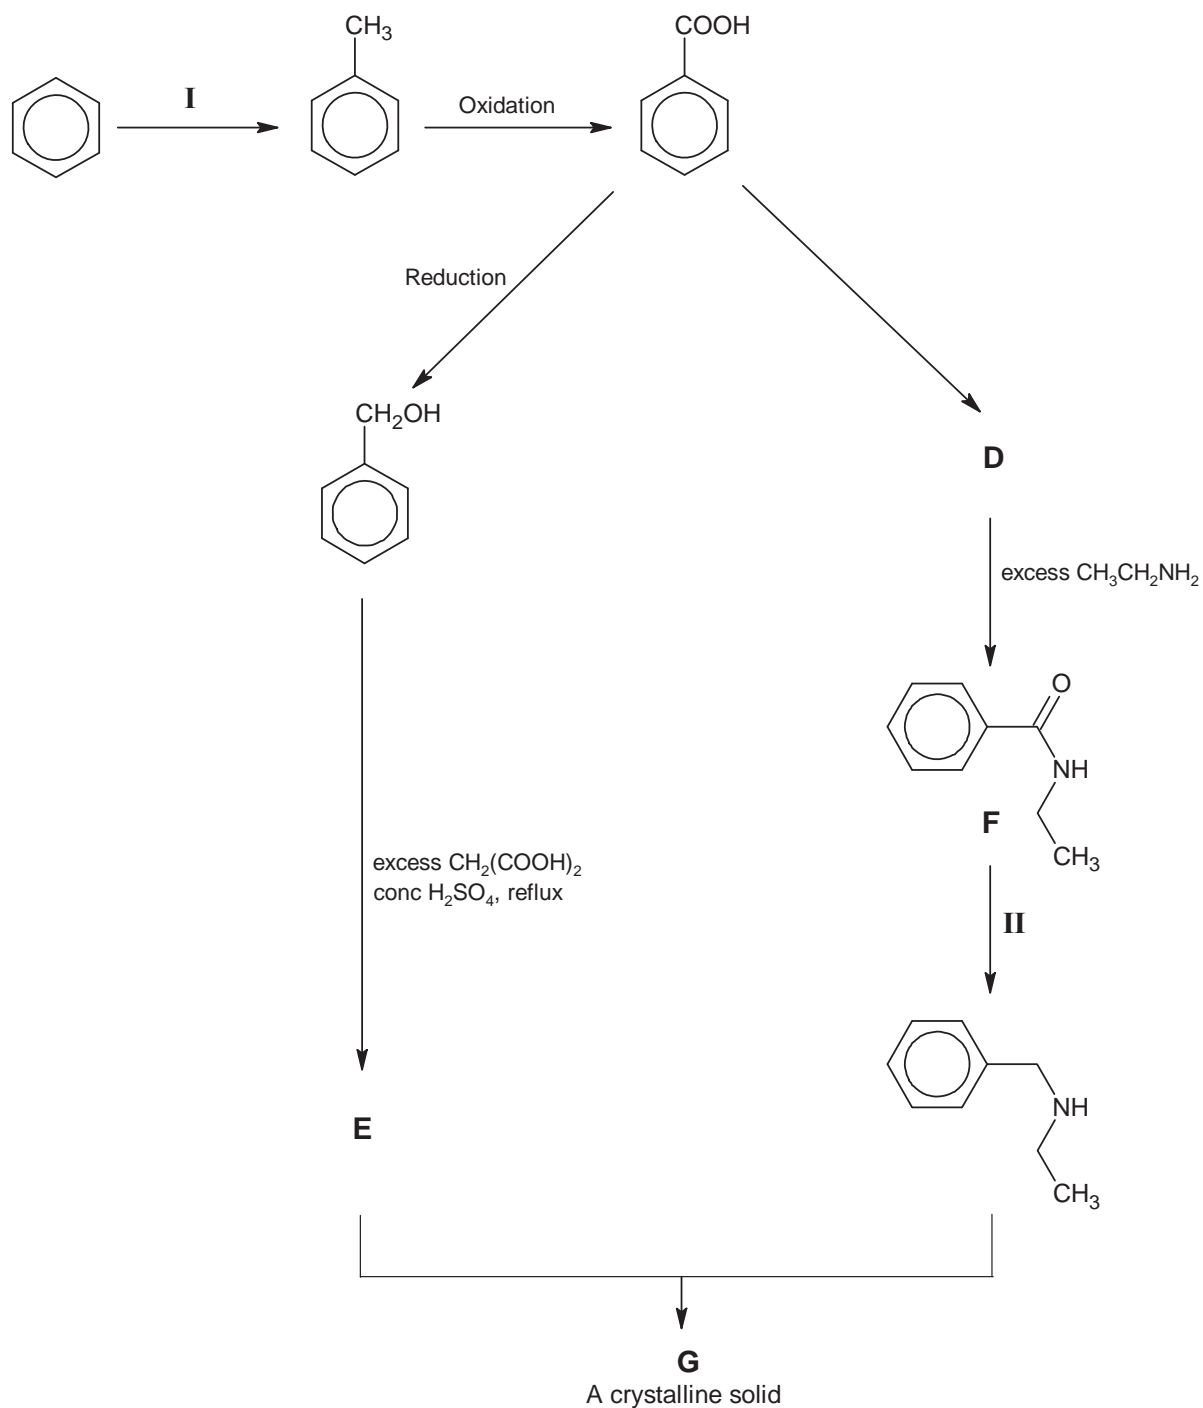 CH3
COOH
I
Oxidation
Reduction
CH2OH
D
excess CH3CH2NH2
O
NH
F
CH3
excess CH2(COOH)2
conc H2SO4, reflux
II
NH
E
CH3
G
A crystalline solid